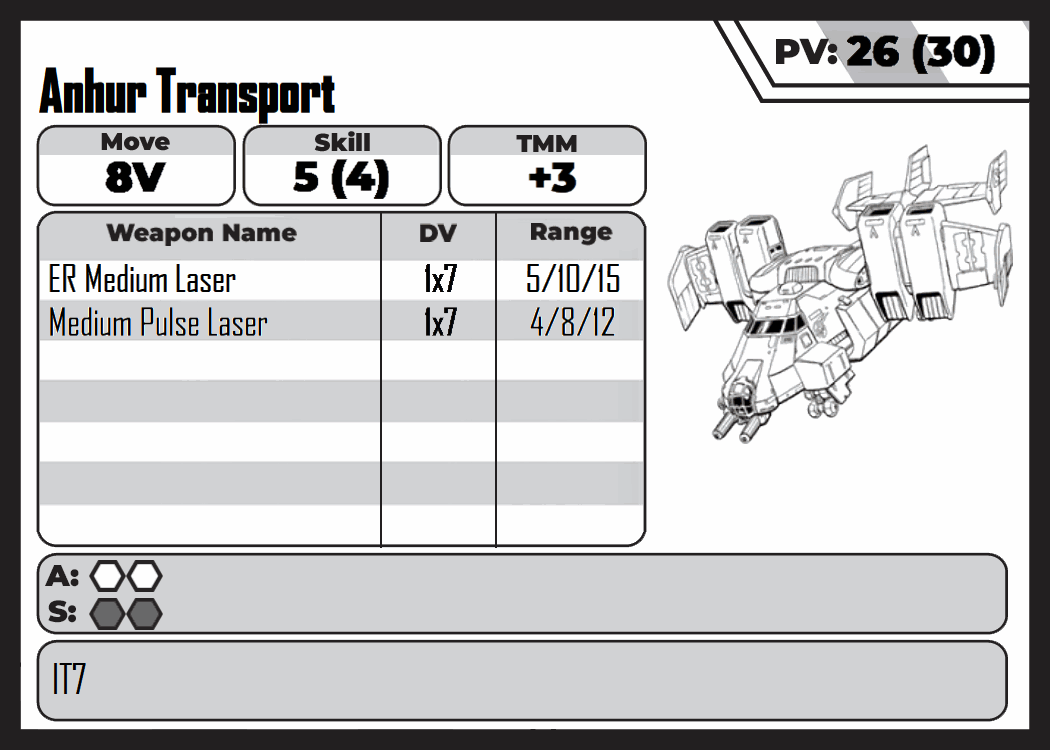 PV: 26 (30)
Anhur Transport
Move Skill TMM
8V 5 (4) +3
Weapon Name DV Range
ER Medium Laser 1x7 5/10/15
Medium Pulse Laser 1x7 4/8/12
A:
S:
IT7